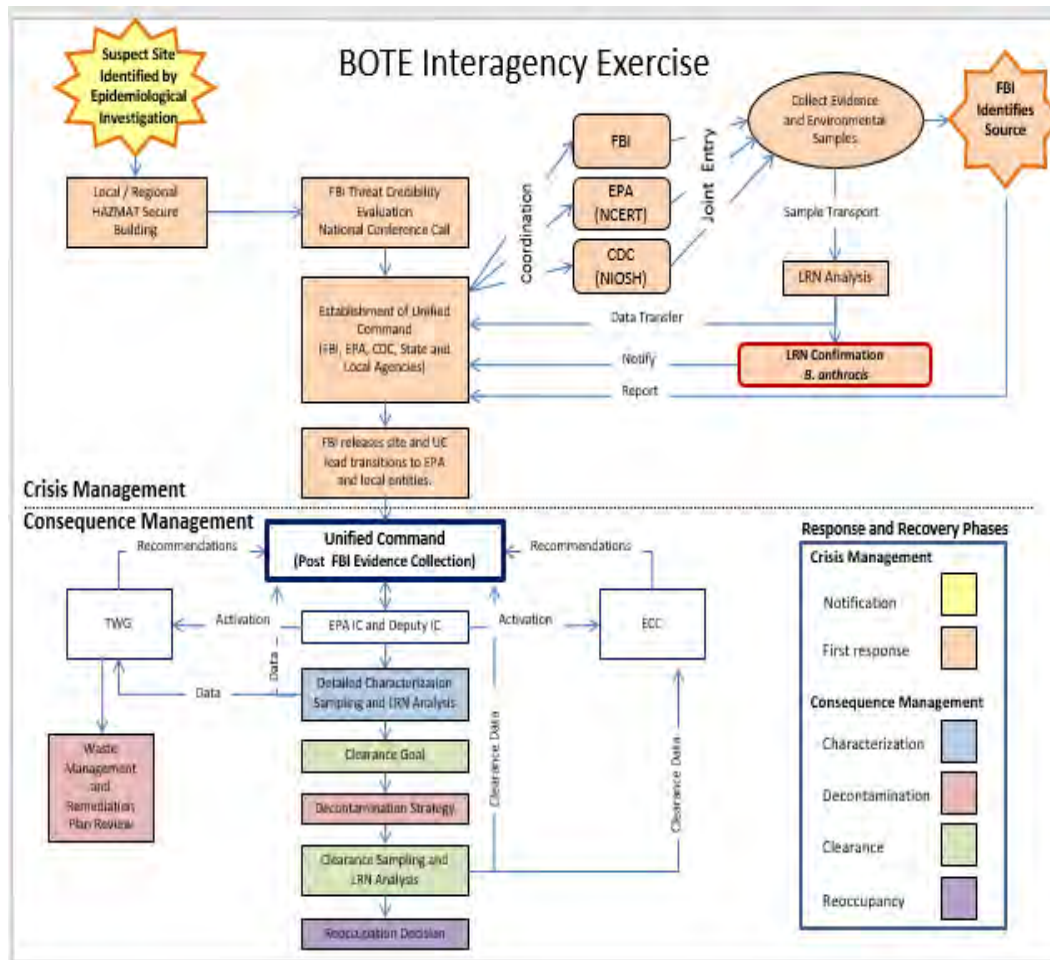 BOTE Interagency Exercise
Suspect Site
Identified by
Epidemiological
Investigation
Local / Regional
HAZMAT Secure
Building
FBI Threat Credibility
Evaluation
National Conference Call
Coordination
FBI
EPA
(NCERT)
CDC
(NIOSH)
Joint Entry
Collect Evidence
and Environmental
Samples
FBI
Identifies
Source
Sample Transport
LRN Analysis
Establishment of Unified
Command
(FBI, EPA, CDC, State and
Local Agencies)
Data Transfer
Notify
LRN Confirmation
B. anthracis
Report
FBI releases site and UC
lead transitions to EPA
and local entities.
Crisis Management
Consequence Management
Unified Command
(Post FBI Evidence Collection)
Recommendations
Recommendations
TWG
Activation
EPA IC and Deputy IC
Activation
ECC
Data
Data
Detailed Characterization
Sampling and LRN Analysis
Clearance Goal
Waste
Management
and
Remediation
Plan Review
Decontamination Strategy
Clearance Data
Clearance Data
Clearance Sampling and
LRN Analysis
Reoccupation Decision
Response and Recovery Phases
Crisis Management
Notification
First response
Consequence Management
Characterization
Decontamination
Clearance
Reoccupancy